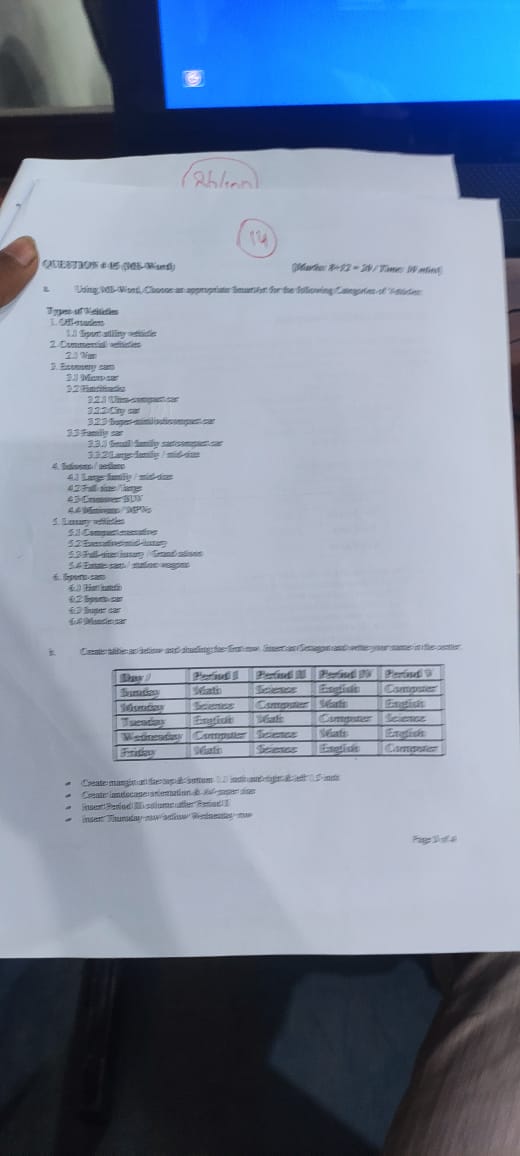 14
QUESTION # 05 (MS-Word) [Marks: 8+12 = 20 / Time: 10 mins]
a. Using MS-Word, Choose an appropriate SmartArt for the following Categories of Vehicles:
Types of Vehicles
1. Off-roaders
1.1 Sport utility vehicle
2. Commercial vehicles
2.1 Van
3. Economy cars
3.1 Micro-car
3.2 Hatchbacks
3.2.1 Ultra-compact car
3.2.2 City car
3.2.3 Super-mini/subcompact car
3.3 Family car
3.3.1 Small family car/compact car
3.3.2 Large family / mid-size
4. Saloons / sedans
4.1 Large family / mid-size
4.2 Full-size / large
4.3 Crossover SUV
4.4 Minivans / MPVs
5. Luxury vehicles
5.1 Compact executive
5.2 Executive/mid-luxury
5.3 Full-size luxury / Grand saloon
5.4 Estate cars / station wagons
6. Sports cars
6.1 Hot hatch
6.2 Sports car
6.3 Super car
6.4 Muscle car
b. Create table as below and shading the first row. Insert an Octagon and write your name in the center.
Day / Period I Period II Period IV Period V
Sunday Math Science English Computer
Monday Science Computer Math English
Tuesday English Math Computer Science
Wednesday Computer Science Math English
Friday Math Science English Computer
• Create margin at the top & bottom inch and right & left 0.5 inch
• Create landscape orientation & A4 paper size
• Insert Period III column after Period II
• Insert Thursday row below Wednesday row
Page of 4